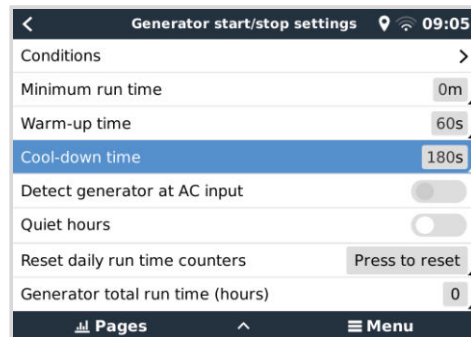 Generator start/stop settings 09:05
Conditions
Minimum run time 0m
Warm-up time 60s
Cool-down time 180s
Detect generator at AC input
Quiet hours
Reset daily run time counters Press to reset
Generator total run time (hours) 0
Pages Menu